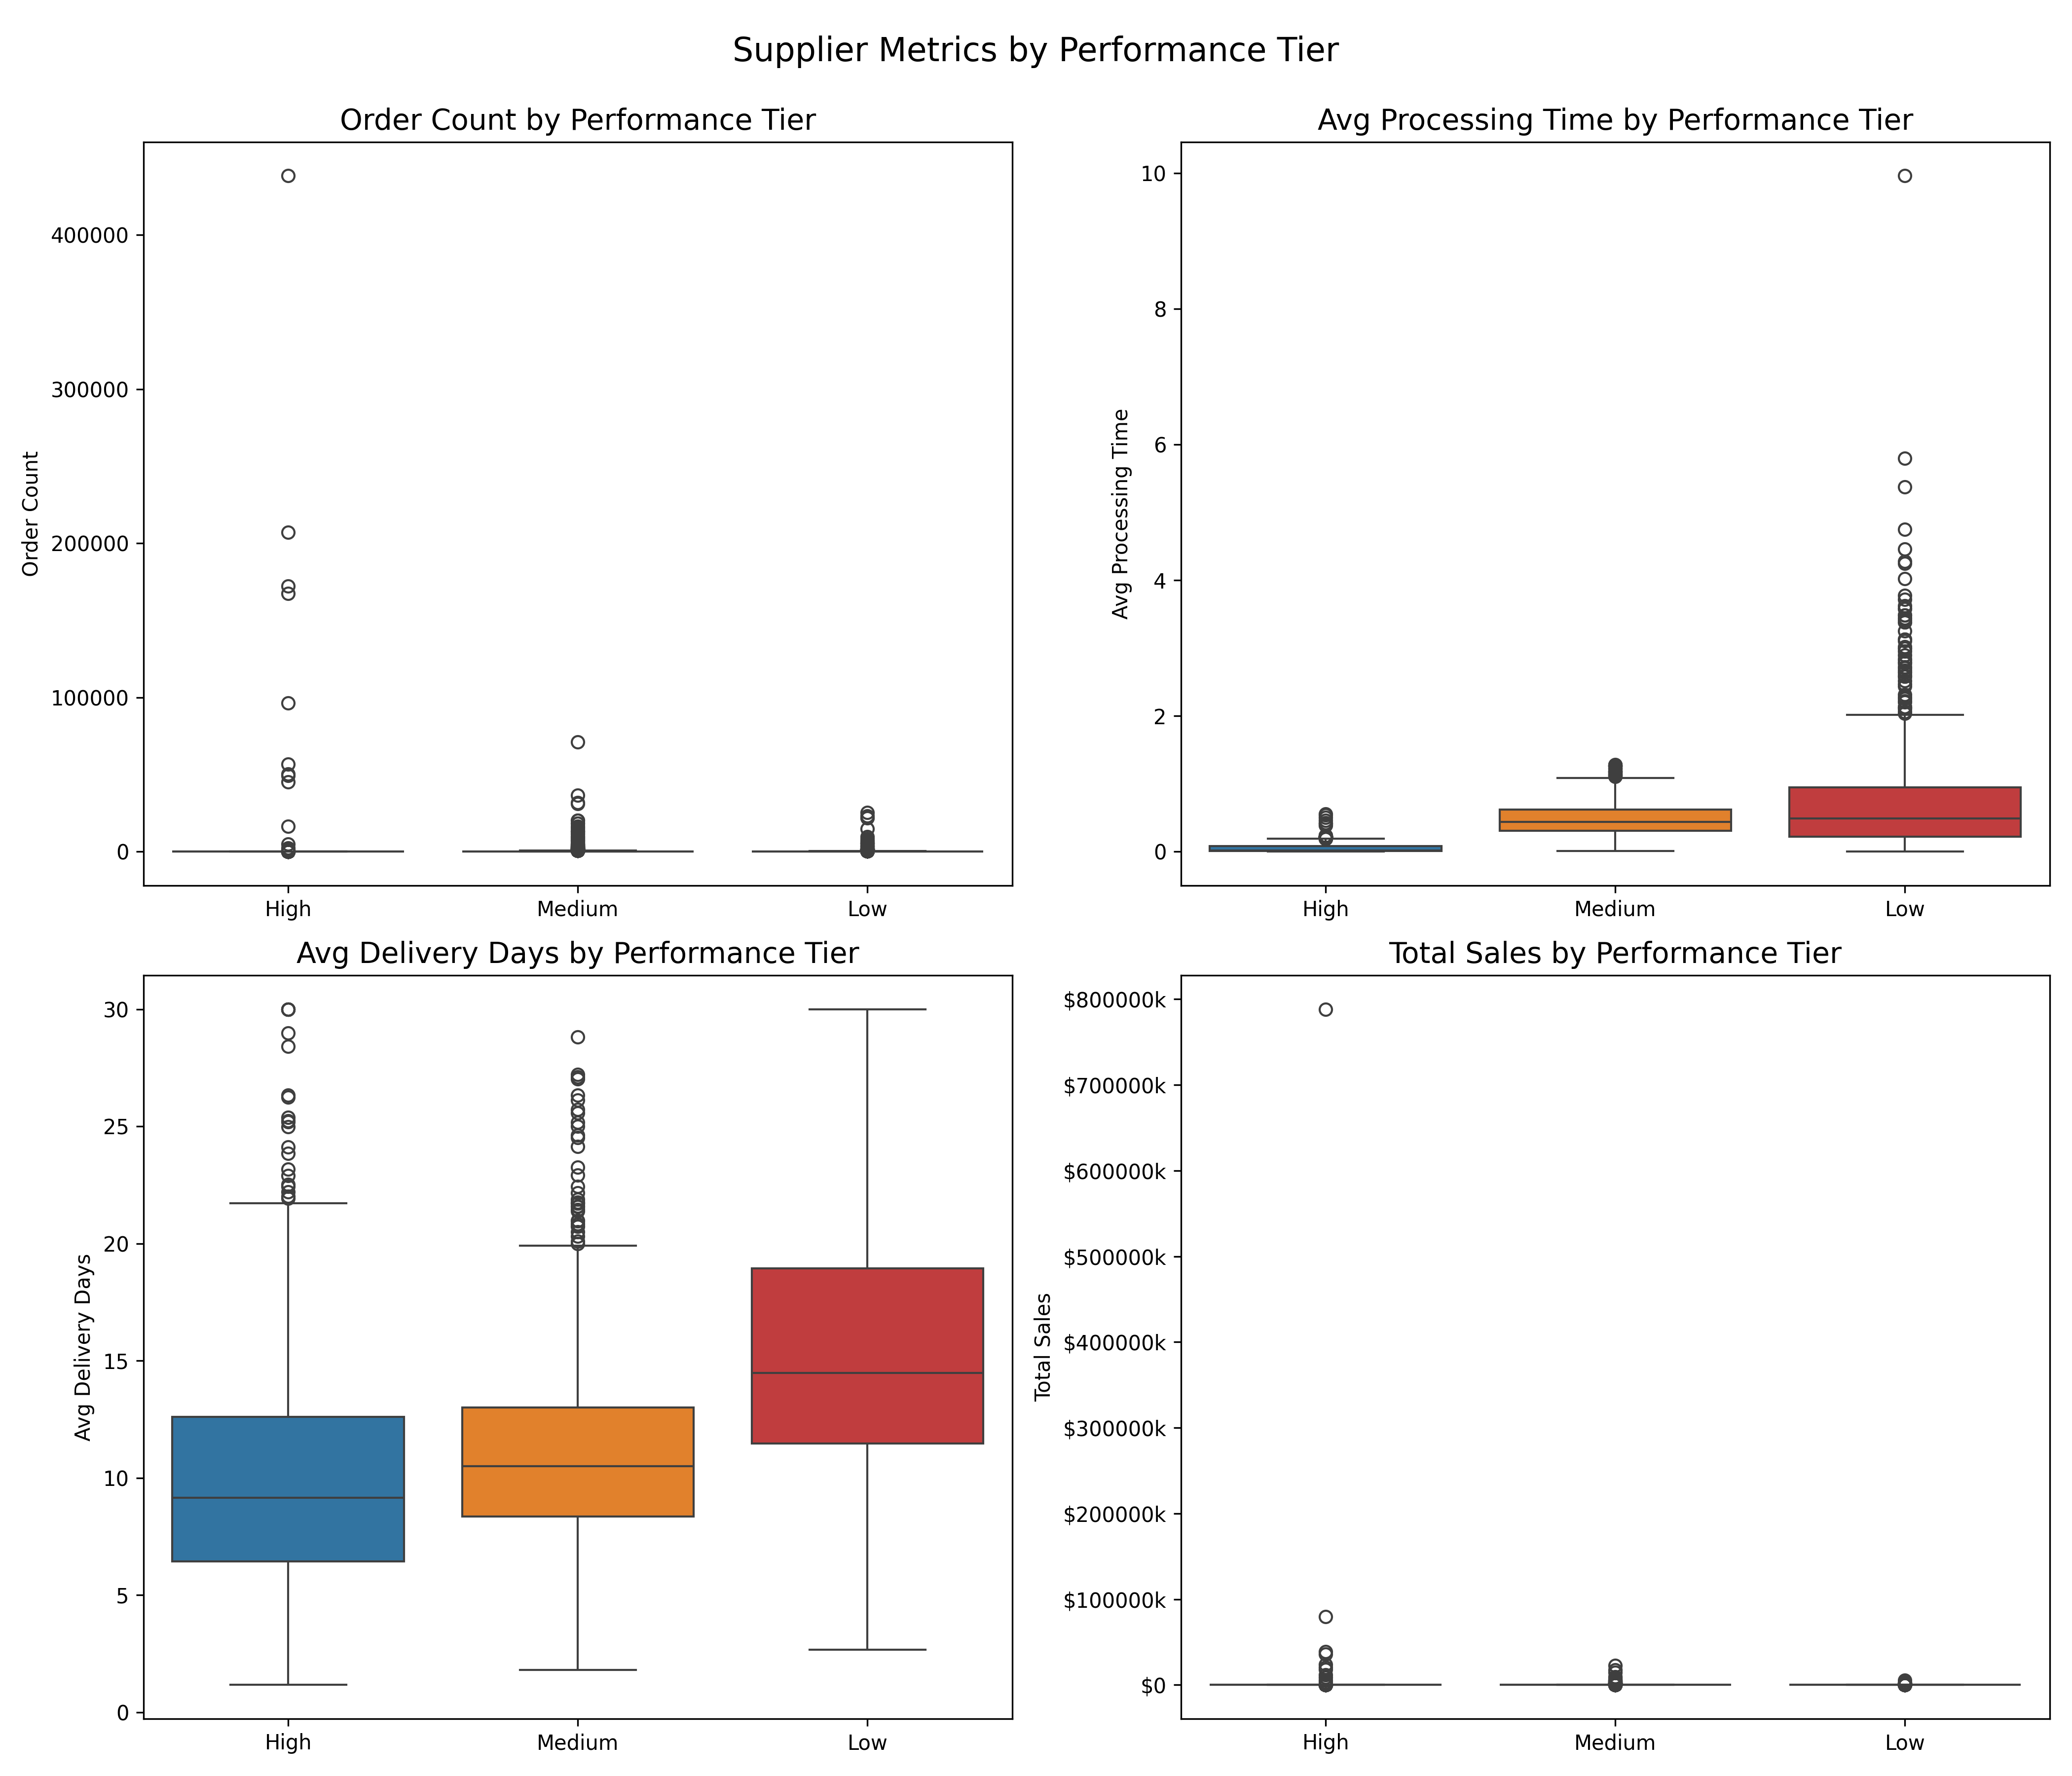 Supplier Metrics by Performance Tier
Order Count by Performance Tier
Order Count
400000
300000
200000
100000
0
High Medium Low
Avg Processing Time by Performance Tier
Avg Processing Time
10
8
6
4
2
0
High Medium Low
Avg Delivery Days by Performance Tier
Avg Delivery Days
30
25
20
15
10
5
0
High Medium Low
Total Sales by Performance Tier
Total Sales
$800000k
$700000k
$600000k
$500000k
$400000k
$300000k
$200000k
$100000k
$0
High Medium Low